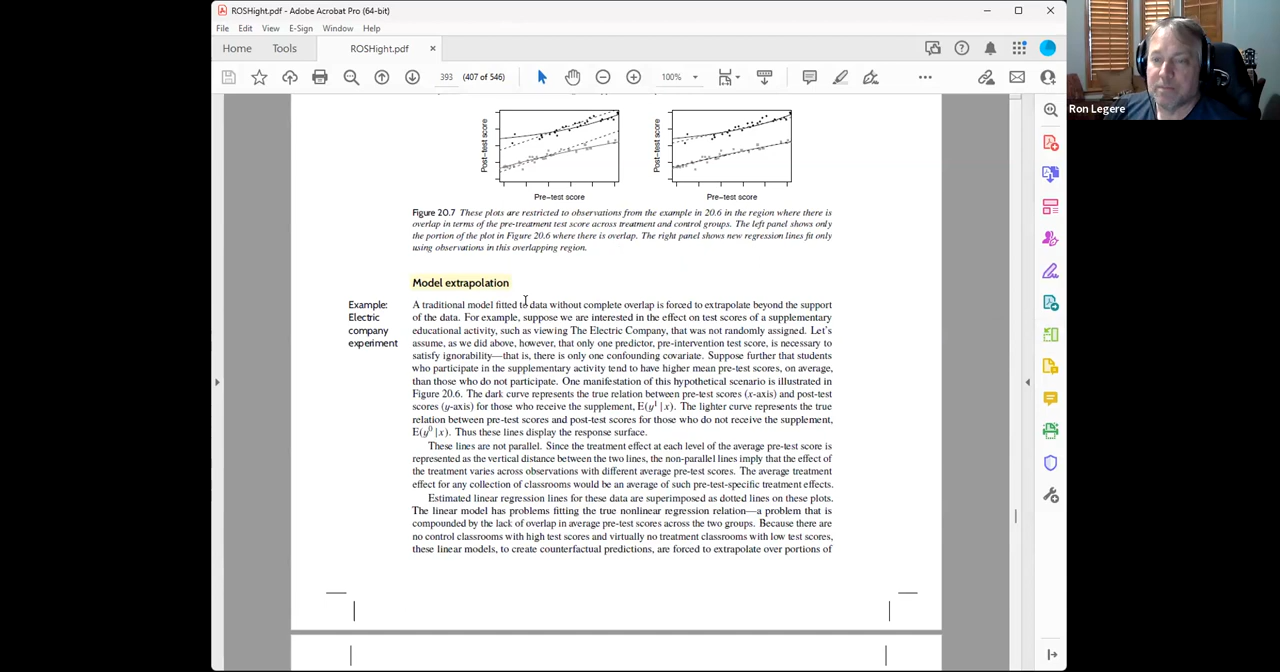 ROSHight.pdf - Adobe Acrobat Pro (64-bit)
File Edit View E-Sign Window Help
Home Tools ROSHight.pdf ×
393 (407 of 546) 100%
Ron Legere
Post-test score
Pre-test score
Post-test score
Pre-test score
Figure 20.7 These plots are restricted to observations from the example in 20.6 in the region where there is
overlap in terms of the pre-treatment test score across treatment and control groups. The left panel shows only
the portion of the plot in Figure 20.6 where there is overlap. The right panel shows new regression lines fit only
using observations in this overlapping region.
Model extrapolation
Example:
Electric
company
experiment
A traditional model fitted to data without complete overlap is forced to extrapolate beyond the support
of the data. For example, suppose we are interested in the effect on test scores of a supplementary
educational activity, such as viewing The Electric Company, that was not randomly assigned. Let's
assume, as we did above, however, that only one predictor, pre-intervention test score, is necessary to
satisfy ignorability—that is, there is only one confounding covariate. Suppose further that students
who participate in the supplementary activity tend to have higher mean pre-test scores, on average,
than those who do not participate. One manifestation of this hypothetical scenario is illustrated in
Figure 20.6. The dark curve represents the true relation between pre-test scores (x-axis) and post-test
scores (y-axis) for those who receive the supplement, E(y¹|x). The lighter curve represents the true
relation between pre-test scores and post-test scores for those who do not receive the supplement,
E(y⁰|x). Thus these lines display the response surface.
These lines are not parallel. Since the treatment effect at each level of the average pre-test score is
represented as the vertical distance between the two lines, the non-parallel lines imply that the effect of
the treatment varies across observations with different average pre-test scores. The average treatment
effect for any collection of classrooms would be an average of such pre-test-specific treatment effects.
Estimated linear regression lines for these data are superimposed as dotted lines on these plots.
The linear model has problems fitting the true nonlinear regression relation—a problem that is
compounded by the lack of overlap in average pre-test scores across the two groups. Because there are
no control classrooms with high test scores and virtually no treatment classrooms with low test scores,
these linear models, to create counterfactual predictions, are forced to extrapolate over portions of